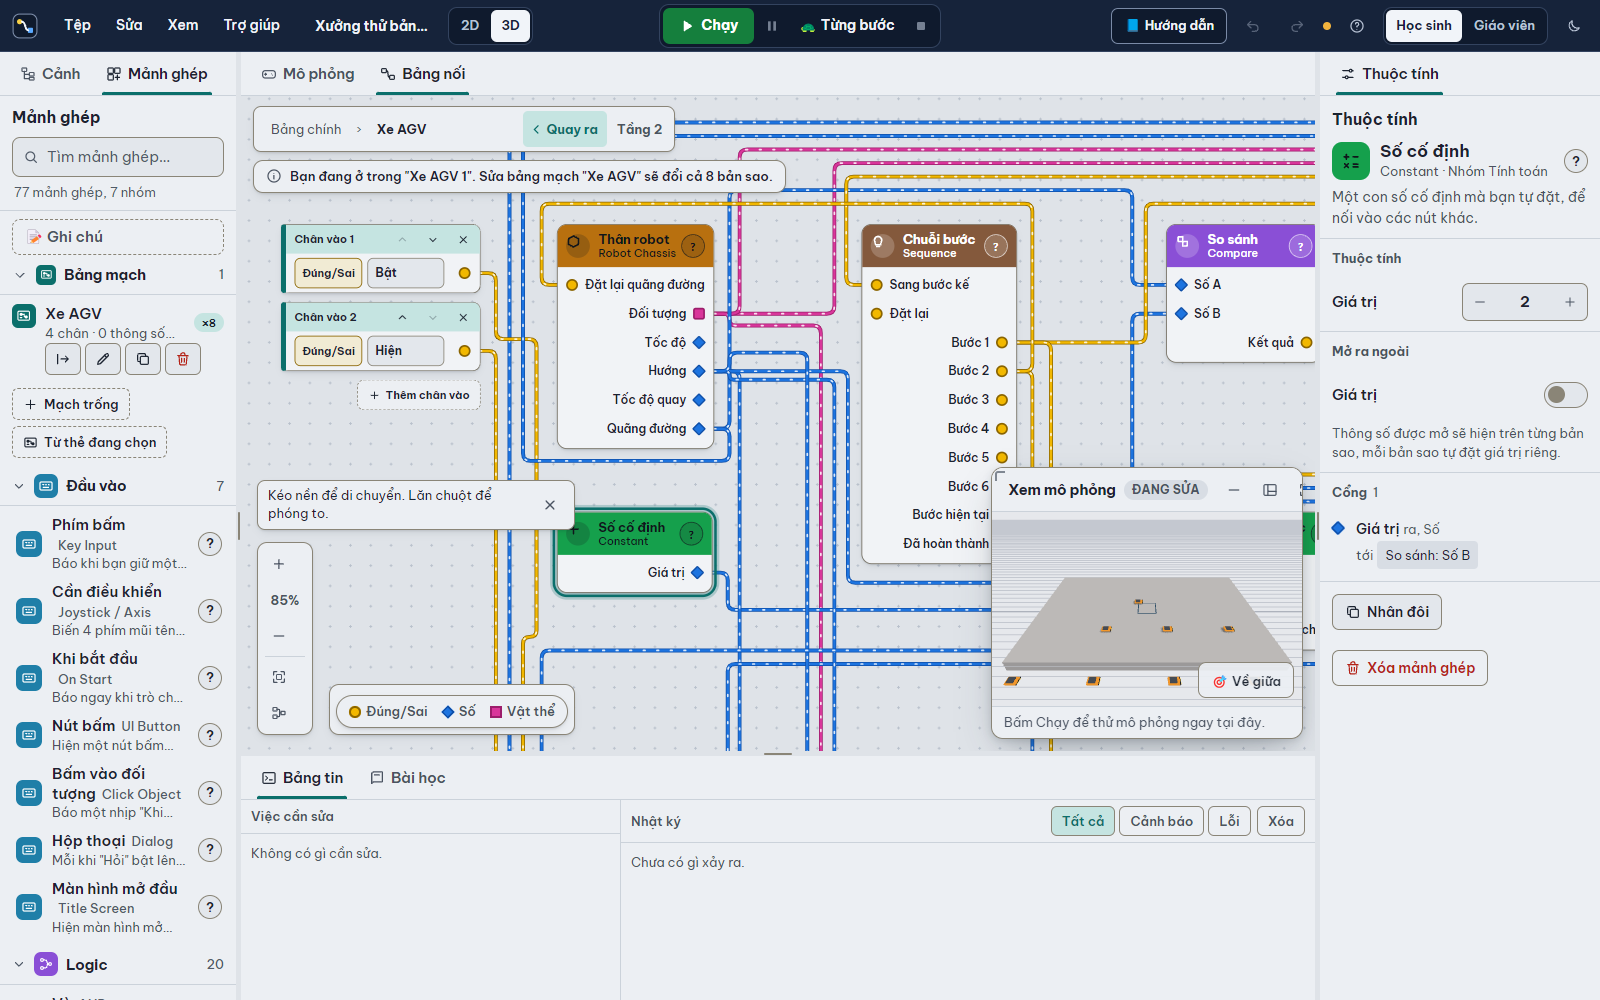 Tệp Sửa Xem Trợ giúp Xưởng thử bản... 2D 3D Chạy Từng bước Hướng dẫn Học sinh Giáo viên
Cảnh Mảnh ghép
Mảnh ghép
Tìm mảnh ghép...
77 mảnh ghép, 7 nhóm
Ghi chú
Bảng mạch 1
Xe AGV
4 chân · 0 thông số...
×8
Mạch trống
Từ thẻ đang chọn
Đầu vào 7
Phím bấm
Key Input
Báo khi bạn giữ một...
?
Cần điều khiển
Joystick / Axis
Biến 4 phím mũi tên...
?
Khi bắt đầu
On Start
Báo ngay khi trò ch...
?
Nút bấm UI Button
Hiện một nút bấm...
?
Bấm vào đối
tượng Click Object
Báo một nhịp "Khi...
?
Hộp thoại Dialog
Mỗi khi "Hỏi" bật lên...
?
Màn hình mở đầu
Title Screen
Hiện màn hình mở...
?
Logic 20
Mô phỏng Bảng nối
Bảng chính › Xe AGV Quay ra Tầng 2
Bạn đang ở trong "Xe AGV 1". Sửa bảng mạch "Xe AGV" sẽ đổi cả 8 bản sao.
Chân vào 1
Đúng/Sai Bật
Chân vào 2
Đúng/Sai Hiện
+ Thêm chân vào
Thân robot
Robot Chassis
?
Đặt lại quãng đường
Đối tượng
Tốc độ
Hướng
Tốc độ quay
Quãng đường
Chuỗi bước
Sequence
?
Sang bước kế
Đặt lại
Bước 1
Bước 2
Bước 3
Bước 4
Bước 5
Bước 6
Bước hiện tại
Đã hoàn thành
So sánh
Compare
?
Số A
Số B
Kết quả
Kéo nền để di chuyển. Lăn chuột để
phóng to.
Số cố định
Constant
?
Giá trị
+
85%
−
Đúng/Sai Số Vật thể
Xem mô phỏng ĐANG SỬA
Về giữa
Bấm Chạy để thử mô phỏng ngay tại đây.
Bảng tin Bài học
Việc cần sửa
Không có gì cần sửa.
Nhật ký Tất cả Cảnh báo Lỗi Xóa
Chưa có gì xảy ra.
Thuộc tính
Thuộc tính
Số cố định
Constant · Nhóm Tính toán
?
Một con số cố định mà bạn tự đặt, để
nối vào các nút khác.
Thuộc tính
Giá trị − 2 +
Mở ra ngoài
Giá trị
Thông số được mở sẽ hiện trên từng bản
sao, mỗi bản sao tự đặt giá trị riêng.
Cổng 1
Giá trị ra, Số
tới So sánh: Số B
Nhân đôi
Xóa mảnh ghép